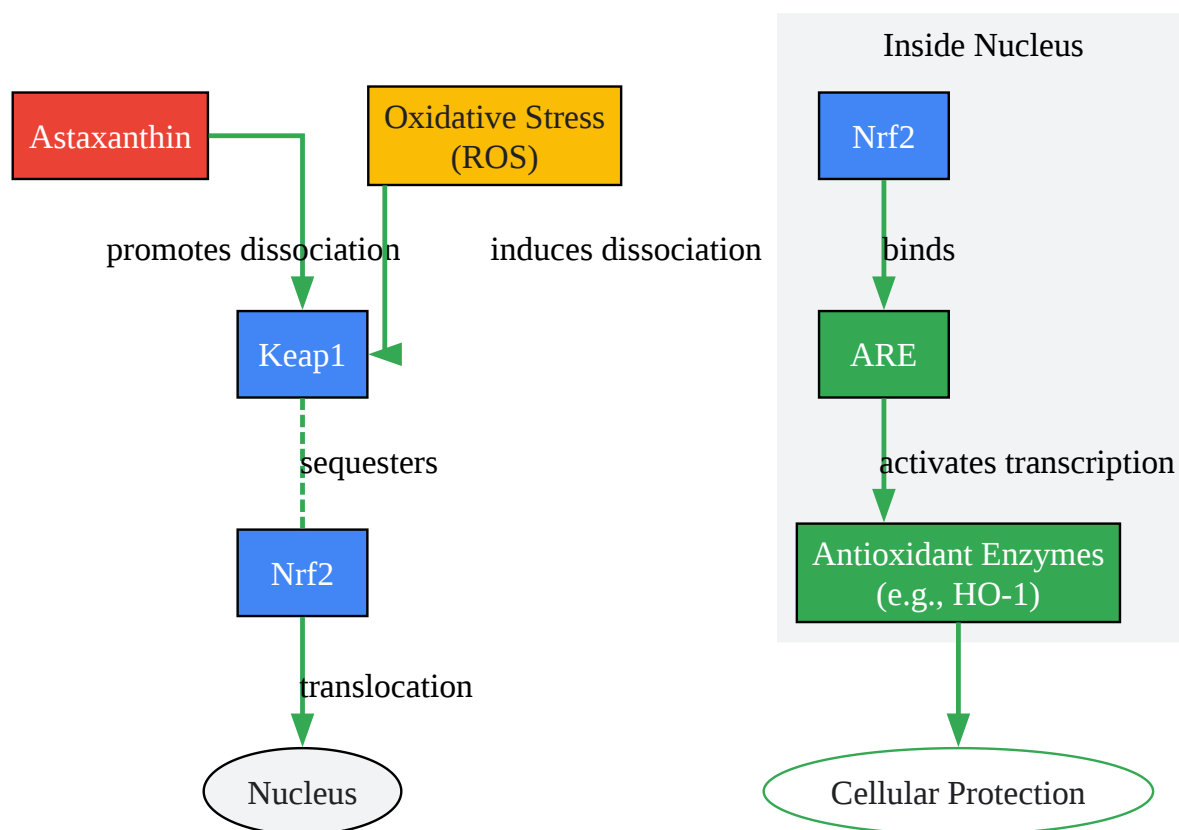 Inside Nucleus
Astaxanthin
Oxidative Stress
(ROS)
Nrf2
promotes dissociation
induces dissociation
binds
Keap1
ARE
sequesters
activates transcription
Nrf2
Antioxidant Enzymes
(e.g., HO-1)
translocation
Nucleus
Cellular Protection